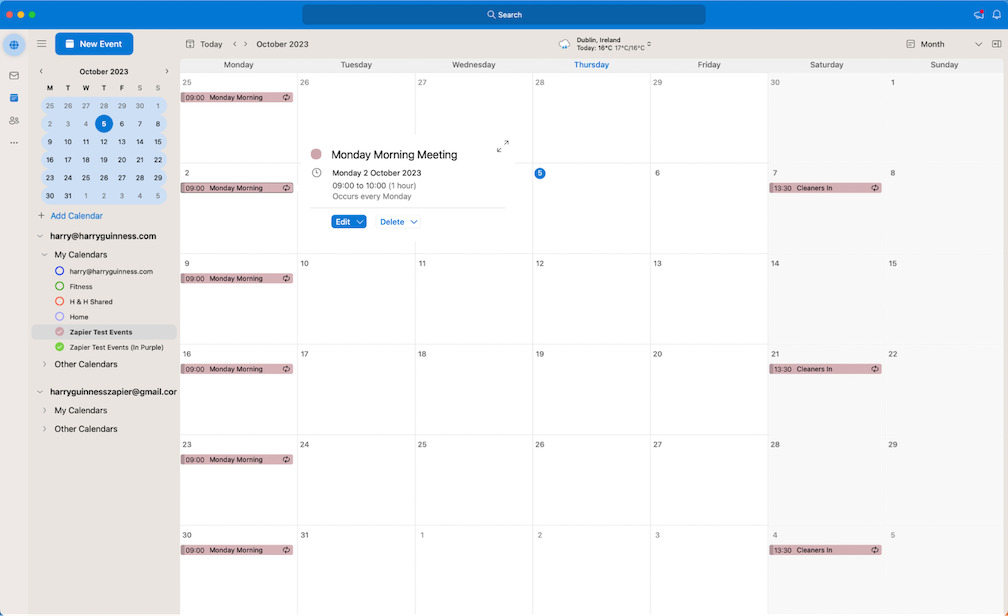 Search
New Event
Today
October 2023
Dublin, Ireland
Today: 16°C 17°C/16°C
Month
October 2023
M T W T F S S
25 26 27 28 29 30 1
2 3 4 5 6 7 8
9 10 11 12 13 14 15
16 17 18 19 20 21 22
23 24 25 26 27 28 29
30 31 1 2 3 4 5
Add Calendar
harry@harryguinness.com
My Calendars
harry@harryguinness.com
Fitness
H & H Shared
Home
Zapier Test Events
Zapier Test Events (In Purple)
Other Calendars
harryguinnesszapier@gmail.cor
My Calendars
Other Calendars
Monday Tuesday Wednesday Thursday Friday Saturday Sunday
25 26 27 28 29 30 1
09:00 Monday Morning
Monday Morning Meeting
Monday 2 October 2023
09:00 to 10:00 (1 hour)
Occurs every Monday
Edit Delete
2 5 6 7 8
09:00 Monday Morning 13:30 Cleaners In
9 10 11 12 13 14 15
09:00 Monday Morning
16 17 18 19 20 21 22
09:00 Monday Morning 13:30 Cleaners In
23 24 25 26 27 28 29
09:00 Monday Morning
30 31 1 2 3 4 5
09:00 Monday Morning 13:30 Cleaners In